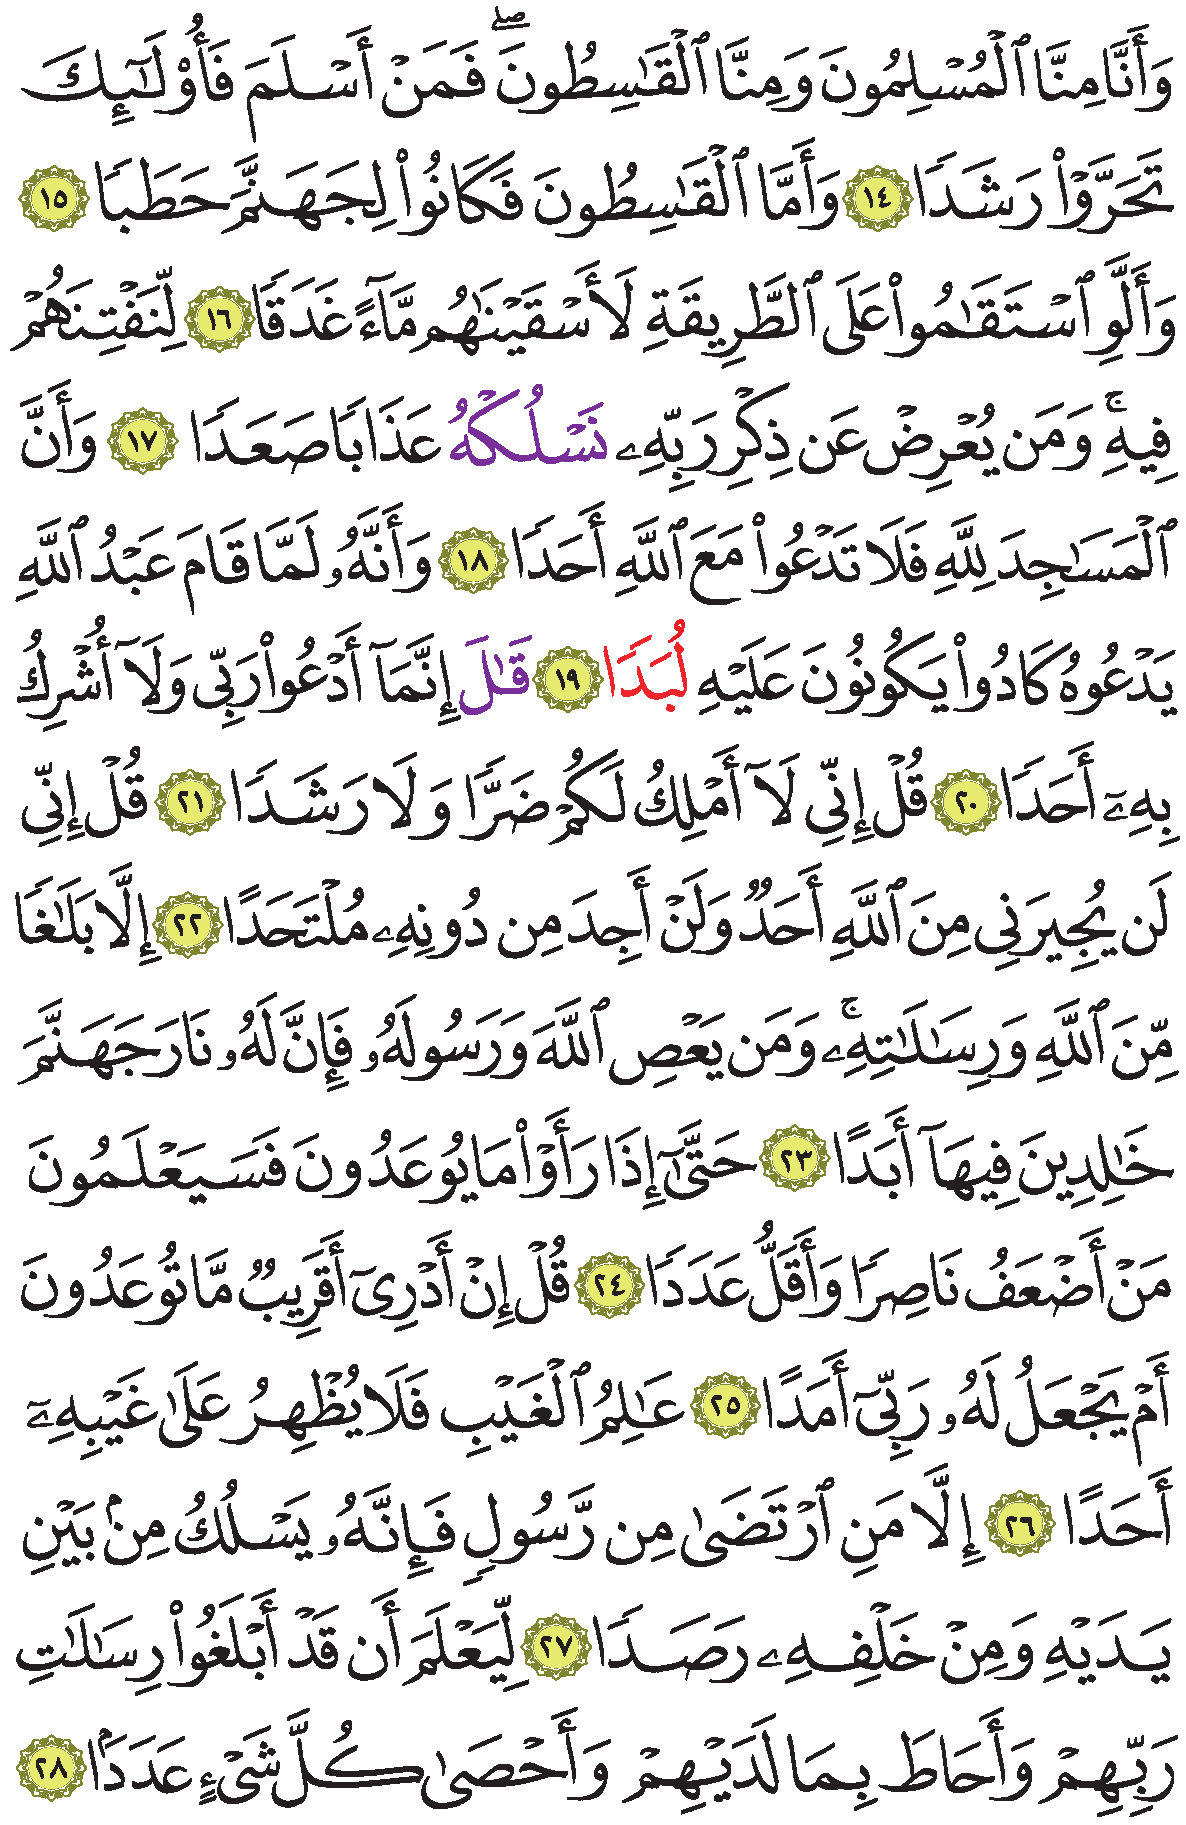 وَأَنَّا مِنَّا ٱلْمُسْلِمُونَ وَمِنَّا ٱلْقَٰسِطُونَۖ فَمَنْ أَسْلَمَ فَأُوْلَٰٓئِكَ
تَحَرَّوْاْ رَشَدًا ١٤ وَأَمَّا ٱلْقَٰسِطُونَ فَكَانُواْ لِجَهَنَّمَ حَطَبًا ١٥
وَأَلَّوِ ٱسْتَقَٰمُواْ عَلَى ٱلطَّرِيقَةِ لَأَسْقَيْنَٰهُم مَّآءً غَدَقًا ١٦ لِّنَفْتِنَهُمْ
فِيهِۚ وَمَن يُعْرِضْ عَن ذِكْرِ رَبِّهِۦ نَسْلُكْهُ عَذَابًا صَعَدًا ١٧ وَأَنَّ
ٱلْمَسَٰجِدَ لِلَّهِ فَلَا تَدْعُواْ مَعَ ٱللَّهِ أَحَدًا ١٨ وَأَنَّهُۥ لَمَّا قَامَ عَبْدُ ٱللَّهِ
يَدْعُوهُ كَادُواْ يَكُونُونَ عَلَيْهِ لُبَدًا ١٩ قَٰلَ إِنَّمَآ أَدْعُواْ رَبِّى وَلَآ أُشْرِكُ
بِهِۦٓ أَحَدًا ٢٠ قُلْ إِنِّى لَآ أَمْلِكُ لَكُمْ ضَرًّا وَلَا رَشَدًا ٢١ قُلْ إِنِّى
لَن يُجِيرَنِى مِنَ ٱللَّهِ أَحَدٌ وَلَنْ أَجِدَ مِن دُونِهِۦ مُلْتَحَدًا ٢٢ إِلَّا بَلَٰغًا
مِّنَ ٱللَّهِ وَرِسَٰلَٰتِهِۦۚ وَمَن يَعْصِ ٱللَّهَ وَرَسُولَهُۥ فَإِنَّ لَهُۥ نَارَ جَهَنَّمَ
خَٰلِدِينَ فِيهَآ أَبَدًا ٢٣ حَتَّىٰٓ إِذَا رَأَوْاْ مَا يُوعَدُونَ فَسَيَعْلَمُونَ
مَنْ أَضْعَفُ نَاصِرًا وَأَقَلُّ عَدَدًا ٢٤ قُلْ إِنْ أَدْرِىٓ أَقَرِيبٌ مَّا تُوعَدُونَ
أَمْ يَجْعَلُ لَهُۥ رَبِّىٓ أَمَدًا ٢٥ عَٰلِمُ ٱلْغَيْبِ فَلَا يُظْهِرُ عَلَىٰ غَيْبِهِۦٓ
أَحَدًا ٢٦ إِلَّا مَنِ ٱرْتَضَىٰ مِن رَّسُولٍ فَإِنَّهُۥ يَسْلُكُ مِنۢ بَيْنِ
يَدَيْهِ وَمِنْ خَلْفِهِۦ رَصَدًا ٢٧ لِّيَعْلَمَ أَن قَدْ أَبْلَغُواْ رِسَٰلَٰتِ
رَبِّهِمْ وَأَحَاطَ بِمَا لَدَيْهِمْ وَأَحْصَىٰ كُلَّ شَىْءٍ عَدَدًۢا ٢٨